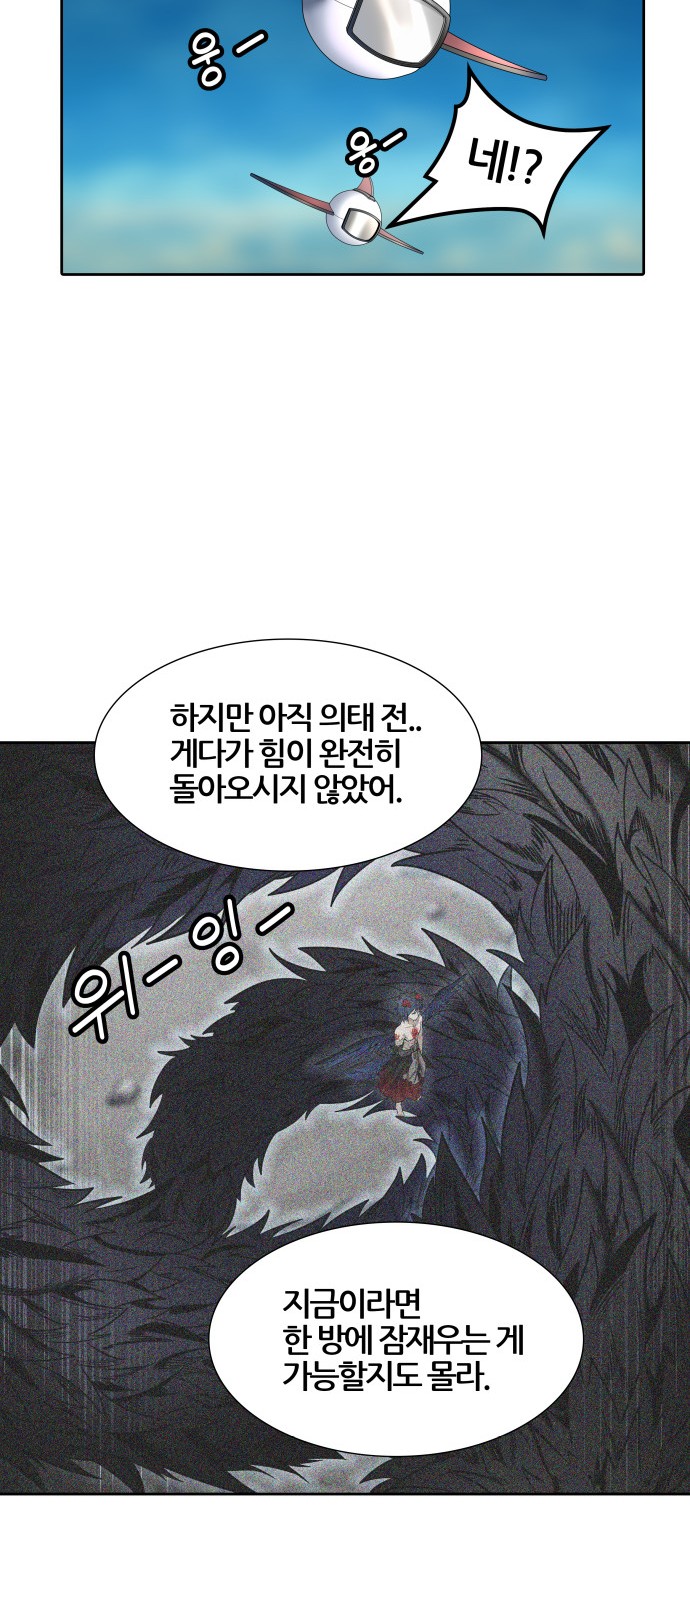 웅-
웅-
네!?
하지만 아직 의태 전..
게다가 힘이 완전히
돌아오시지 않았어.
위-잉-
지금이라면
한 방에 잠재우는 게
가능할지도 몰라.